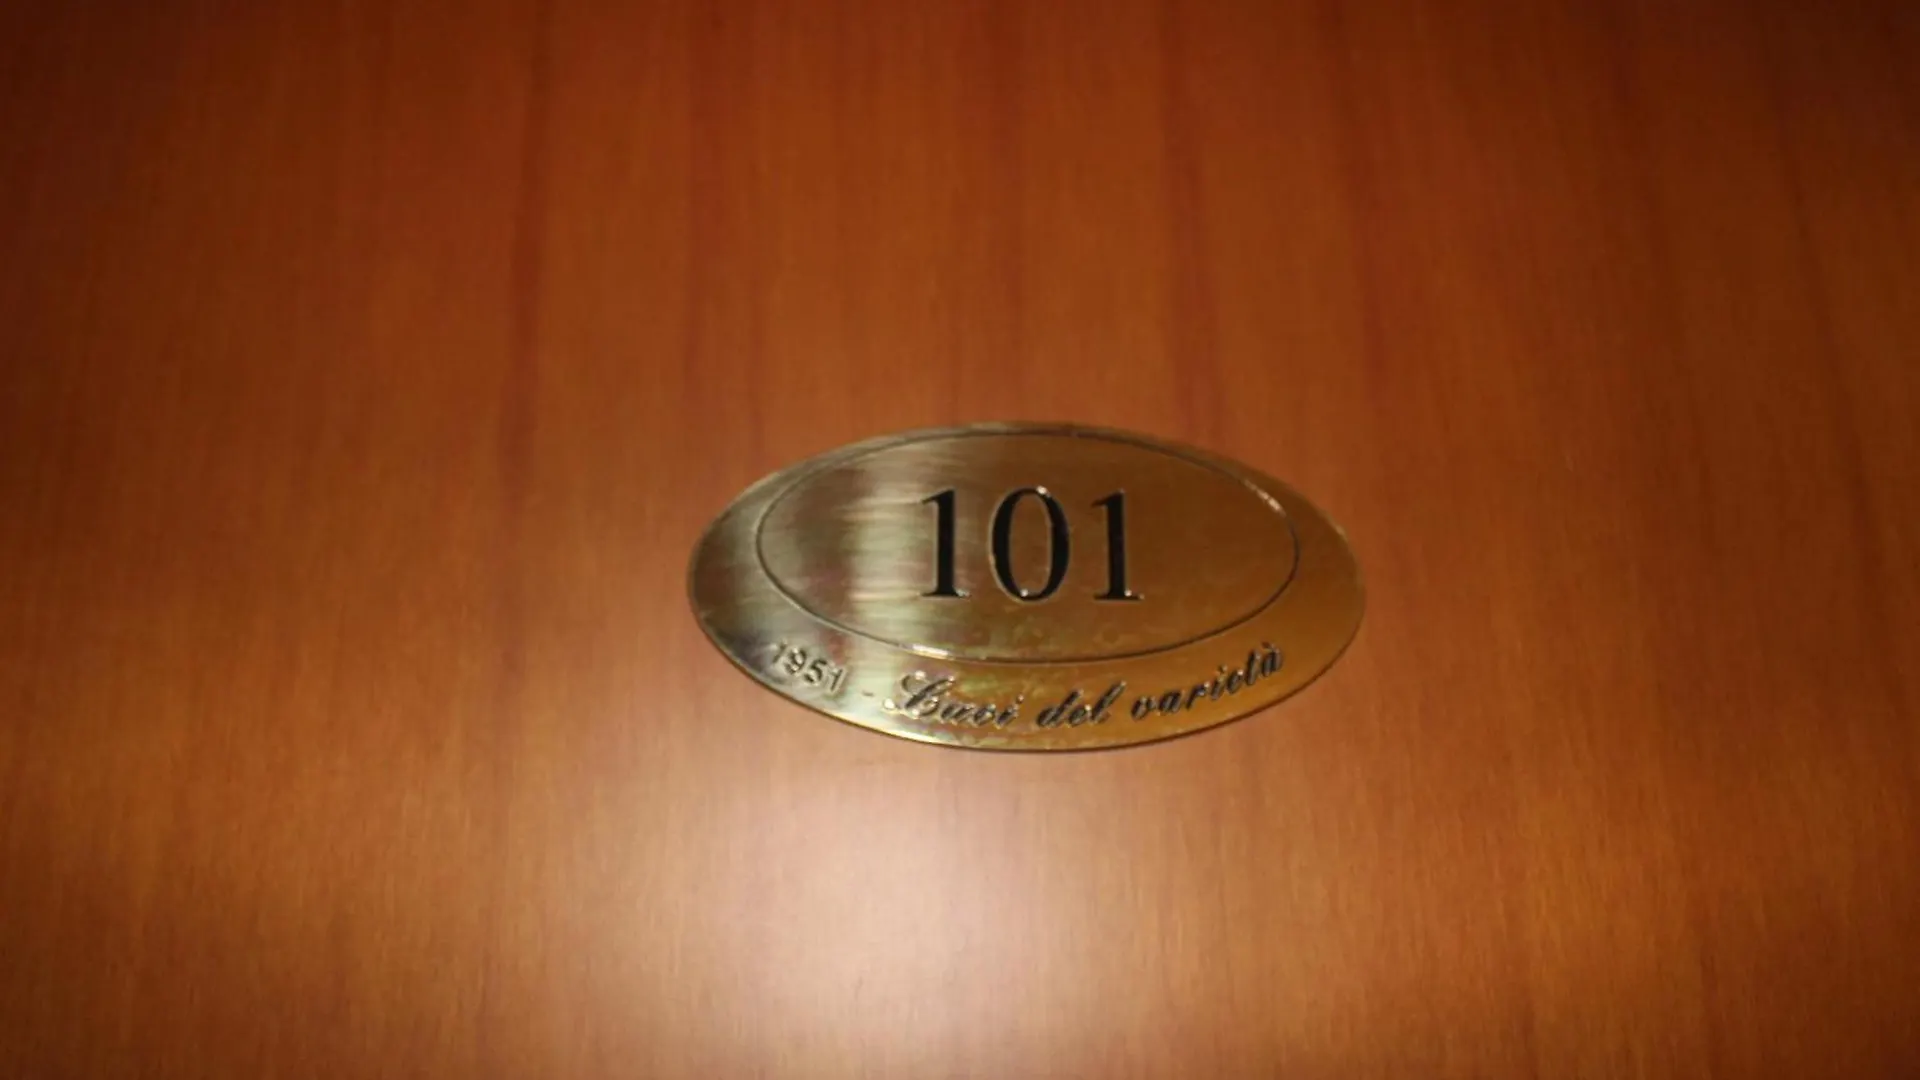 101
1951 - Luci del varietà